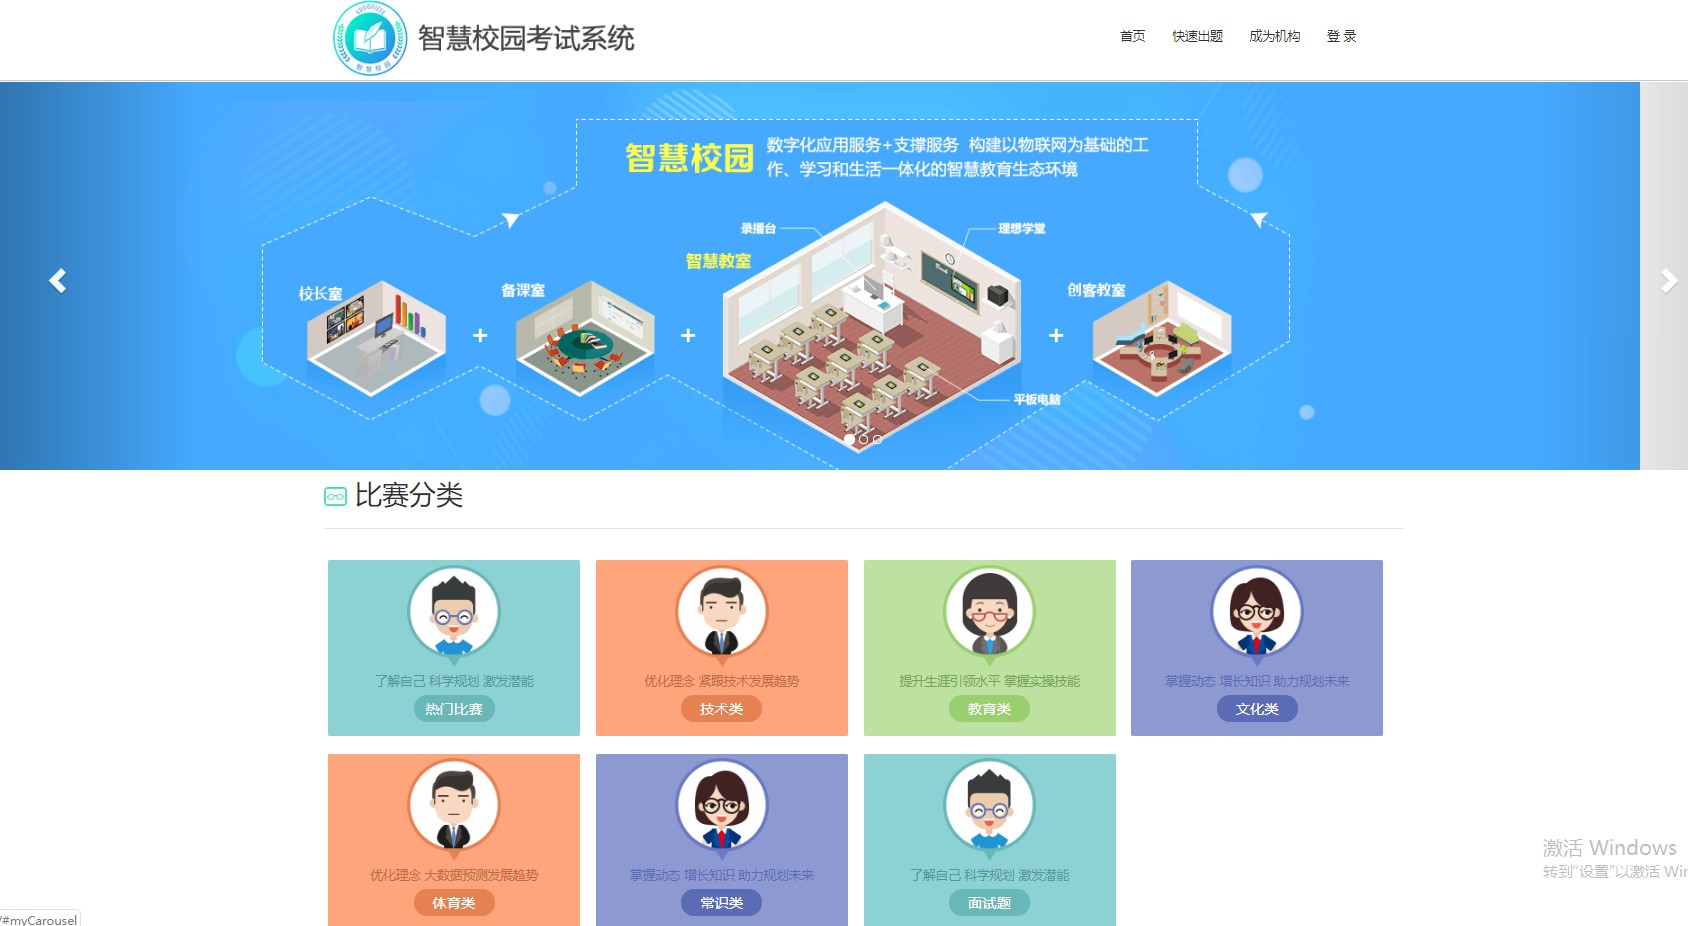 智慧校园
智慧校园考试系统
首页 快速出题 成为机构 登 录
智慧校园
数字化应用服务+支撑服务 构建以物联网为基础的工
作、学习和生活一体化的智慧教育生态环境
录播台
理想学堂
智慧教室
校长室
备课室
创客教室
+
+
+
平板电脑
比赛分类
了解自己 科学规划 激发潜能
热门比赛
优化理念 紧跟技术发展趋势
技术类
提升生涯引领水平 掌握实操技能
教育类
掌握动态 增长知识 助力规划未来
文化类
优化理念 大数据预测发展趋势
体育类
掌握动态 增长知识 助力规划未来
常识类
了解自己 科学规划 激发潜能
面试题
激活 Windows
转到"设置"以激活 Win
/#myCarousel